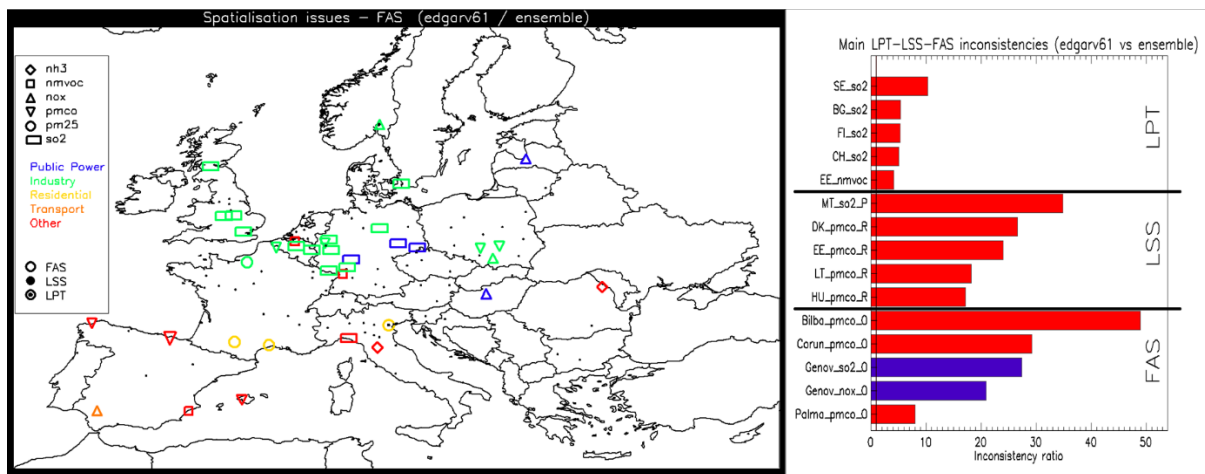 Spatialisation issues - FAS (edgarv61 / ensemble)
nh3
nmvoc
nox
pmco
pm25
so2
Public Power
Industry
Residential
Transport
Other
FAS
LSS
LPT
Main LPT-LSS-FAS inconsistencies (edgarv61 vs ensemble)
SE_so2
BG_so2
FI_so2
CH_so2
EE_nmvoc
LPT
MT_so2_P
DK_pmco_R
EE_pmco_R
LT_pmco_R
HU_pmco_R
LSS
Bilba_pmco_O
Corun_pmco_O
Genov_so2_O
Genov_nox_O
Palma_pmco_O
FAS
0 10 20 30 40 50
Inconsistency ratio